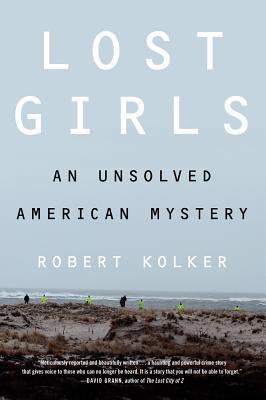 LOST
GIRLS
AN UNSOLVED
AMERICAN MYSTERY
ROBERT KOLKER
"Meticulously reported and beautifully written . . . a haunting and powerful crime story
that gives voice to those who can no longer be heard. It is a story that you will not be able to forget."
—DAVID GRANN, author of The Lost City of Z